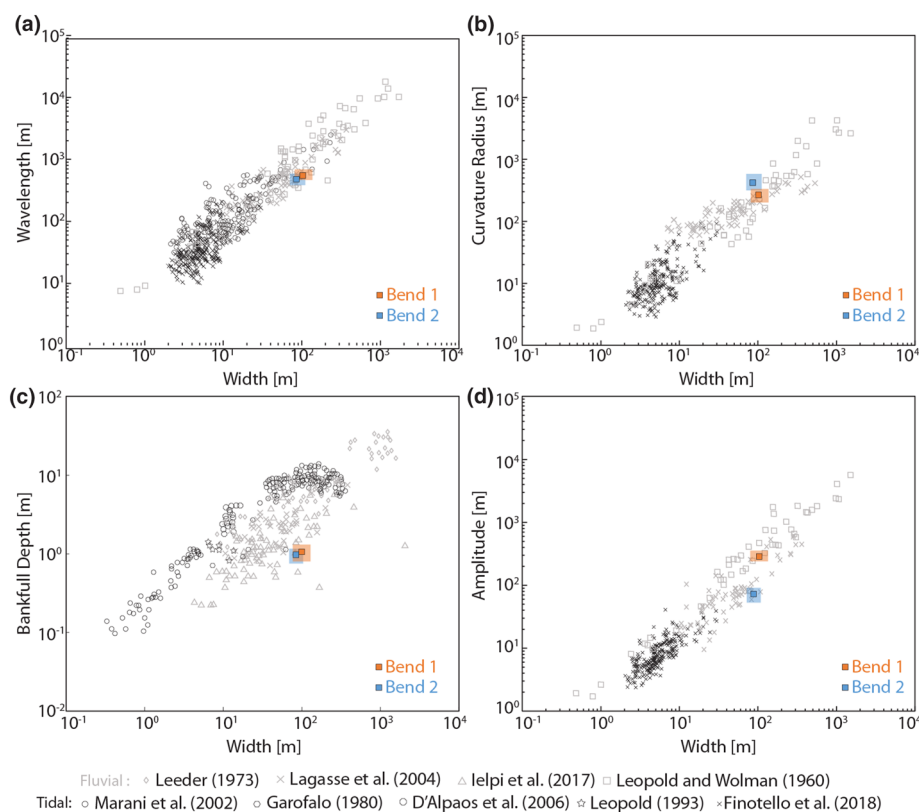 (a)
10^5
10^4
10^3
10^2
10^1
10^0
Wavelength [m]
Bend 1
Bend 2
10^-1 10^0 10^1 10^2 10^3 10^4
Width [m]
(b)
10^5
10^4
10^3
10^2
10^1
10^0
Curvature Radius [m]
Bend 1
Bend 2
10^-1 10^0 10^1 10^2 10^3 10^4
Width [m]
(c)
10^2
10^1
10^0
10^-1
10^-2
Bankfull Depth [m]
Bend 1
Bend 2
10^-1 10^0 10^1 10^2 10^3 10^4
Width [m]
(d)
10^5
10^4
10^3
10^2
10^1
10^0
Amplitude [m]
Bend 1
Bend 2
10^-1 10^0 10^1 10^2 10^3 10^4
Width [m]
Fluvial : Leeder (1973) Lagasse et al. (2004) Ielpi et al. (2017) Leopold and Wolman (1960)
Tidal: Marani et al. (2002) Garofalo (1980) D'Alpaos et al. (2006) Leopold (1993) Finotello et al. (2018)